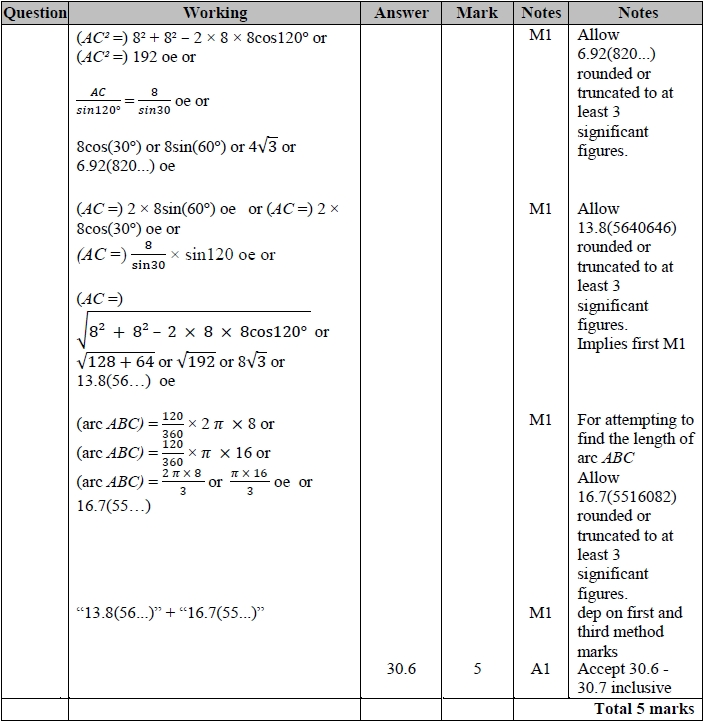 Question Working Answer Mark Notes Notes
(AC² =) 8² + 8² – 2 × 8 × 8cos120° or M1 Allow
(AC² =) 192 oe or 6.92(820...)
rounded or
AC/sin120° = 8/sin30 oe or truncated to at
least 3
8cos(30°) or 8sin(60°) or 4√3 or significant
6.92(820...) oe figures.
(AC =) 2 × 8sin(60°) oe or (AC =) 2 × M1 Allow
8cos(30°) oe or 13.8(5640646)
(AC =) 8/sin30 × sin120 oe or rounded or
truncated to at
(AC =) least 3
√(8² + 8² – 2 × 8 × 8cos120°) or significant
figures.
√(128 + 64) or √192 or 8√3 or Implies first M1
13.8(56…) oe
(arc ABC) = 120/360 × 2 π × 8 or M1 For attempting to
(arc ABC) = 120/360 × π × 16 or find the length of
arc ABC
(arc ABC) = 2 π × 8/3 or π × 16/3 oe or Allow
16.7(55…) 16.7(5516082)
rounded or
truncated to at
least 3
significant
figures.
“13.8(56...)” + “16.7(55...)” M1 dep on first and
third method
marks
30.6 5 A1 Accept 30.6 -
30.7 inclusive
Total 5 marks